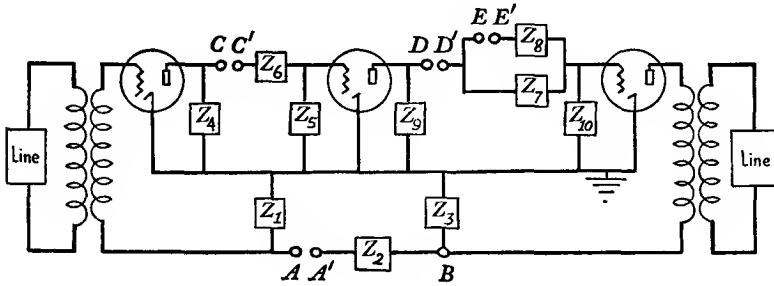 C C' D D' E E'
Z8
Z6
Z7
Line Z4 Z5 Z9 Z10 Line
Z1 Z3
Z2
A A' B